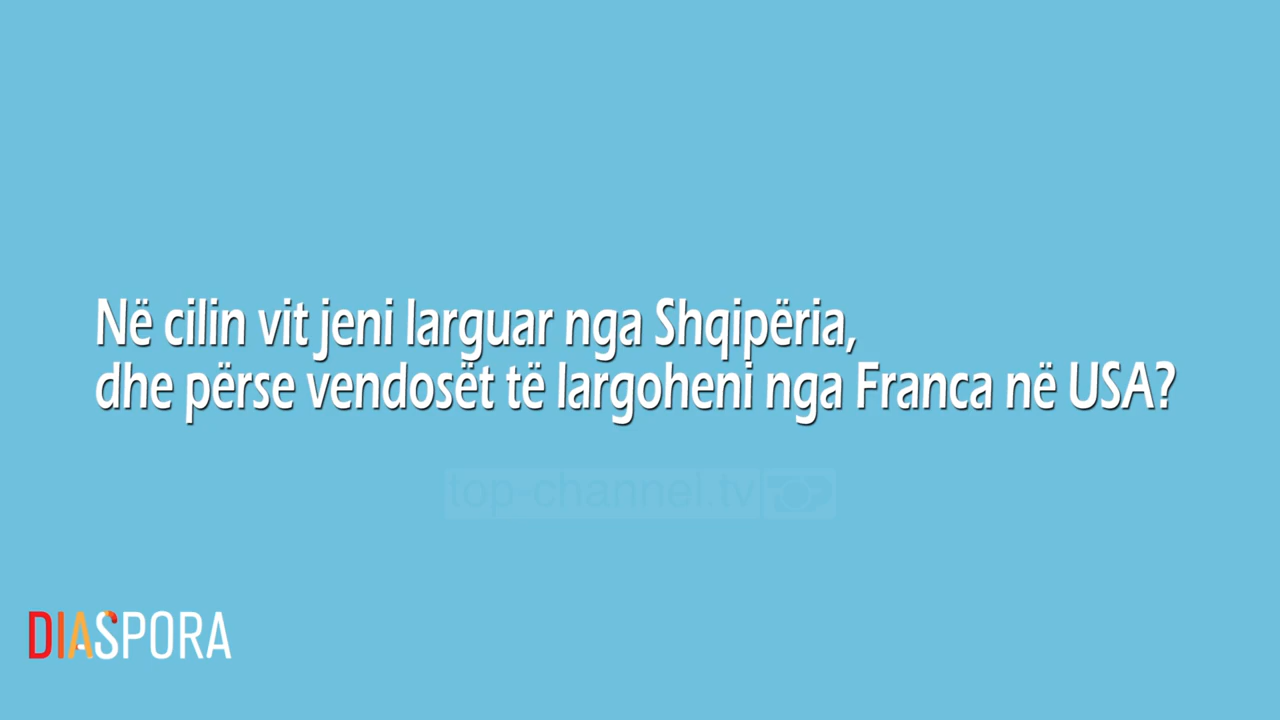 Në cilin vit jeni larguar nga Shqipëria,
dhe përse vendosët të largoheni nga Franca në USA?
top-channel.tv TOP
DIASPORA